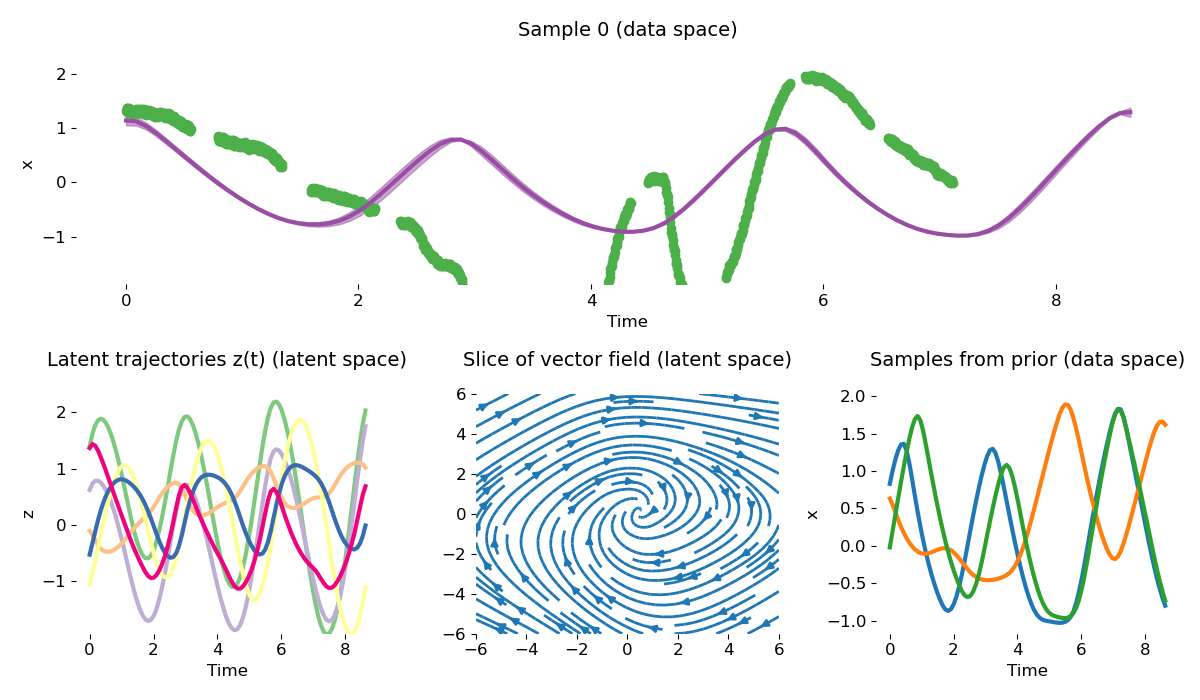 Sample 0 (data space)
2
1
0
−1
x
0 2 4 6 8
Time
Latent trajectories z(t) (latent space)
2
1
0
−1
z
0 2 4 6 8
Time
Slice of vector field (latent space)
6
4
2
0
−2
−4
−6
−6 −4 −2 0 2 4 6
Samples from prior (data space)
2.0
1.5
1.0
0.5
0.0
−0.5
−1.0
x
0 2 4 6 8
Time